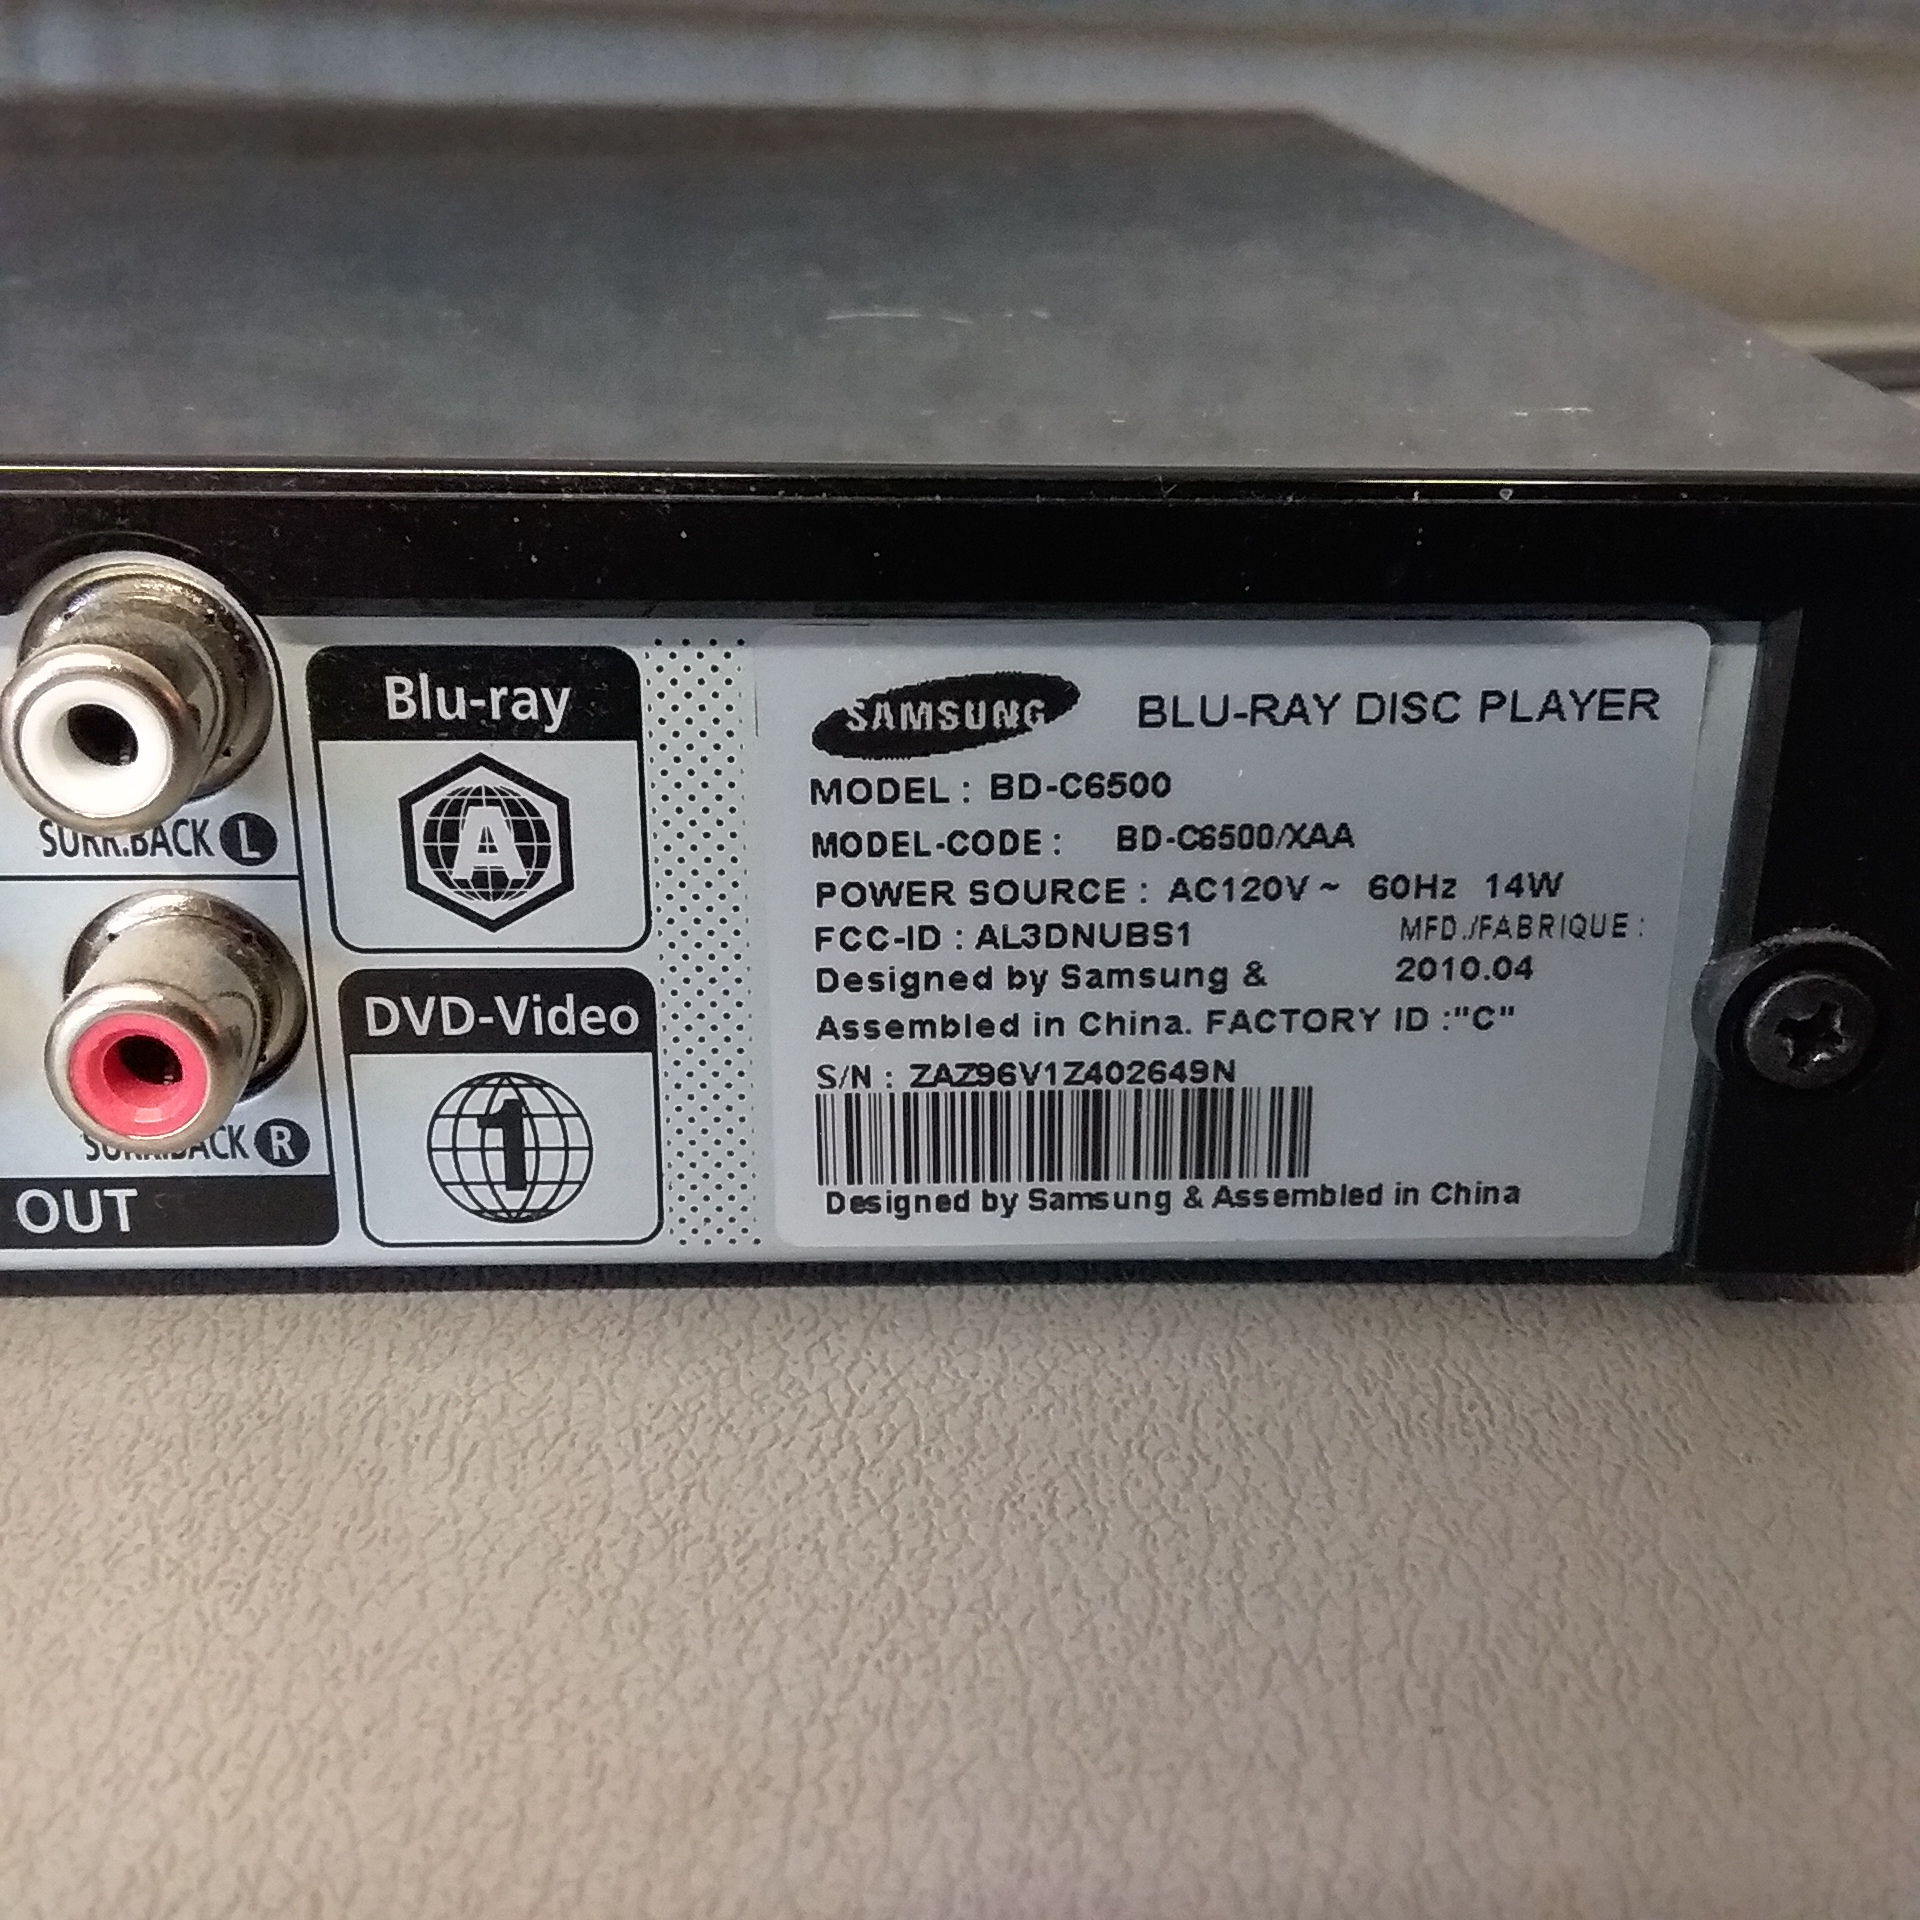 SURR.BACK L
SURR.BACK R
OUT
Blu-ray
A
DVD-Video
1
SAMSUNG BLU-RAY DISC PLAYER
MODEL : BD-C6500
MODEL-CODE : BD-C6500/XAA
POWER SOURCE : AC120V ~ 60Hz 14W
FCC-ID : AL3DNUBS1 MFD./FABRIQUE :
Designed by Samsung & 2010.04
Assembled in China. FACTORY ID :"C"
S/N : ZAZ96V1Z402649N
Designed by Samsung & Assembled in China